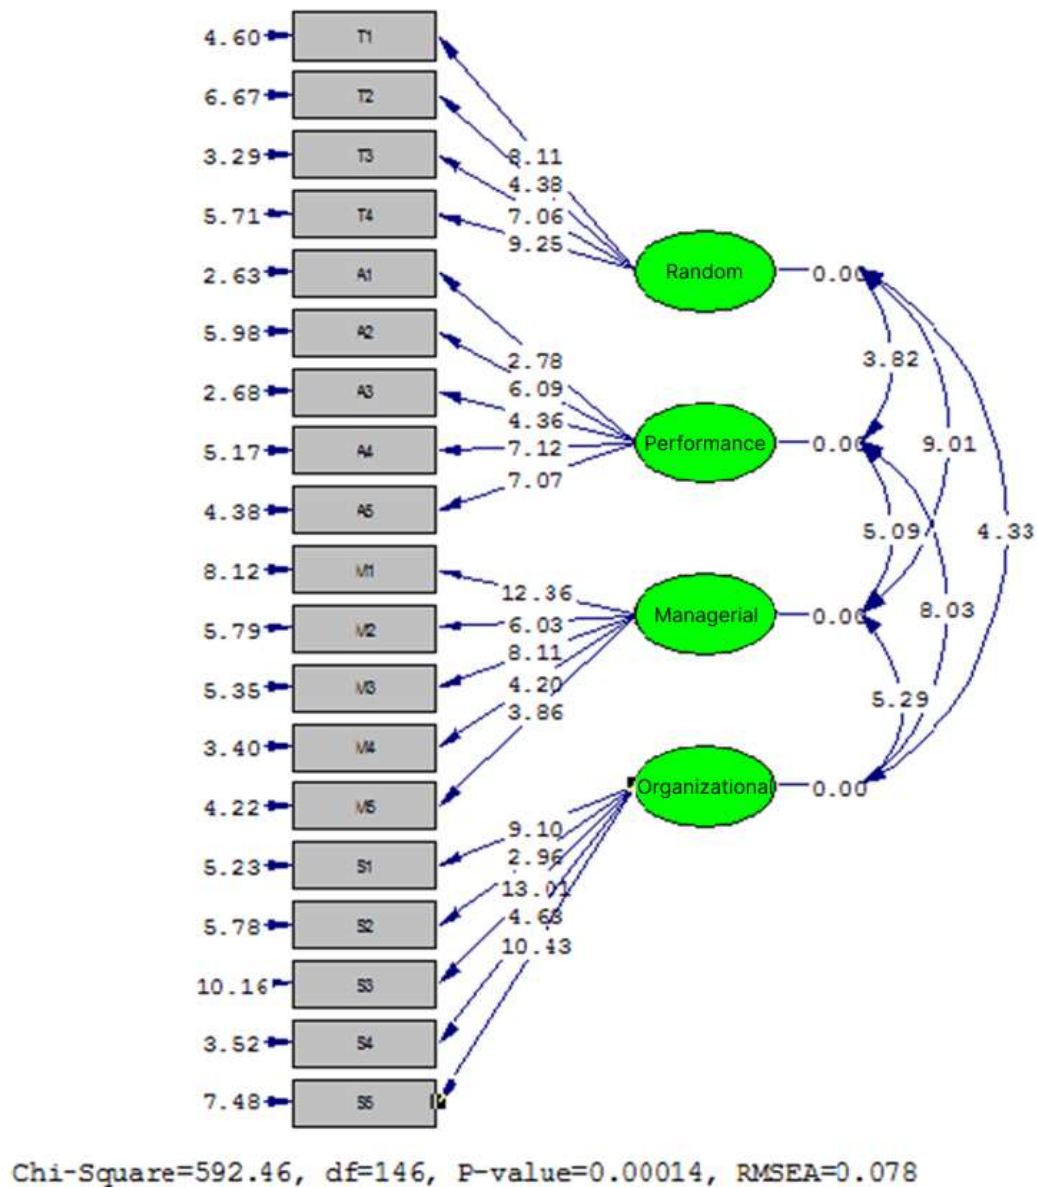 4.60 T1
6.67 T2
3.29 T3
5.71 T4
2.63 A1
5.98 A2
2.68 A3
5.17 A4
4.38 A5
8.12 M1
5.79 M2
5.35 M3
3.40 M4
4.22 M5
5.23 S1
5.78 S2
10.16 S3
3.52 S4
7.48 S5
8.11
4.38
7.06
9.25
2.78
6.09
4.36
7.12
7.07
12.36
6.03
8.11
4.20
3.86
9.10
2.96
13.01
4.63
10.43
Random 0.00
Performance 0.00
Managerial 0.00
Organizational 0.00
3.82
9.01
5.09
4.33
8.03
5.29
Chi-Square=592.46, df=146, P-value=0.00014, RMSEA=0.078